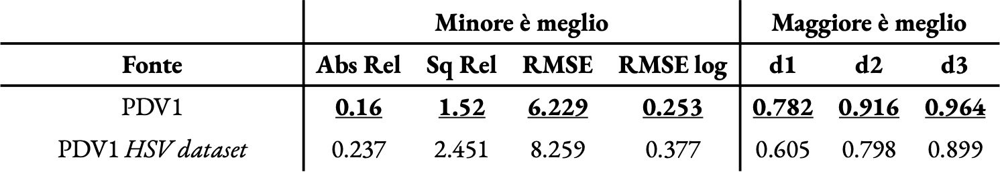 Minore è meglio Maggiore è meglio
Fonte Abs Rel Sq Rel RMSE RMSE log d1 d2 d3
PDV1 0.16 1.52 6.229 0.253 0.782 0.916 0.964
PDV1 HSV dataset 0.237 2.451 8.259 0.377 0.605 0.798 0.899